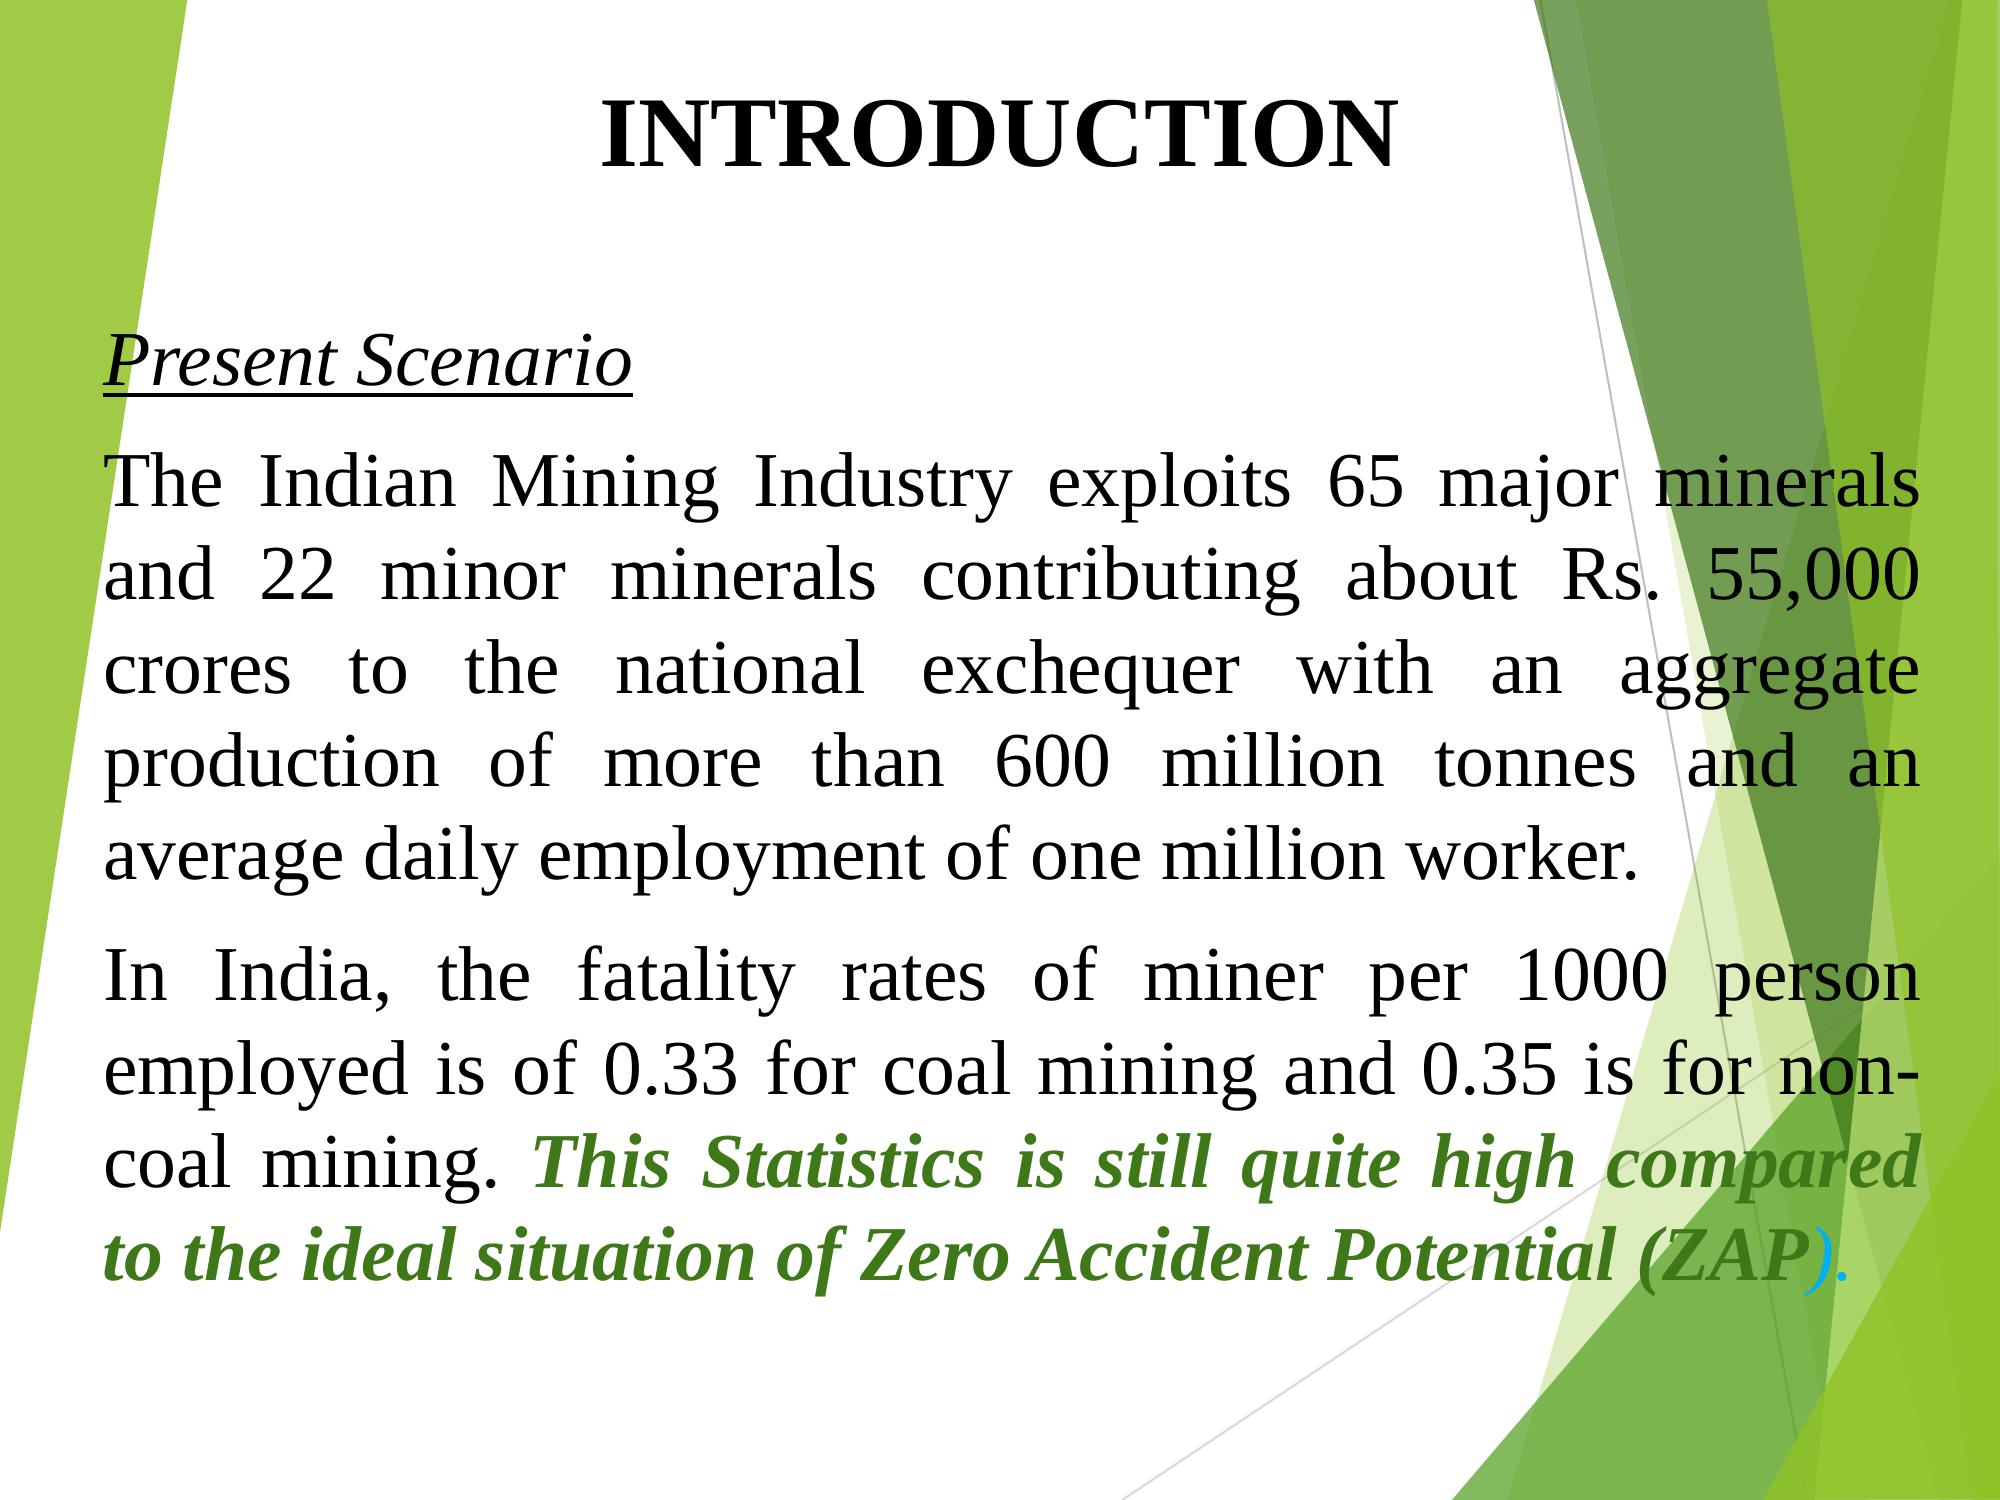 INTRODUCTION
Present Scenario
The Indian Mining Industry exploits 65 major minerals
and 22 minor minerals contributing about Rs. 55,000
crores to the national exchequer with an aggregate
production of more than 600 million tonnes and an
average daily employment of one million worker.
In India, the fatality rates of miner per 1000 person
employed is of 0.33 for coal mining and 0.35 is for non-
coal mining. This Statistics is still quite high compared
to the ideal situation of Zero Accident Potential (ZAP).